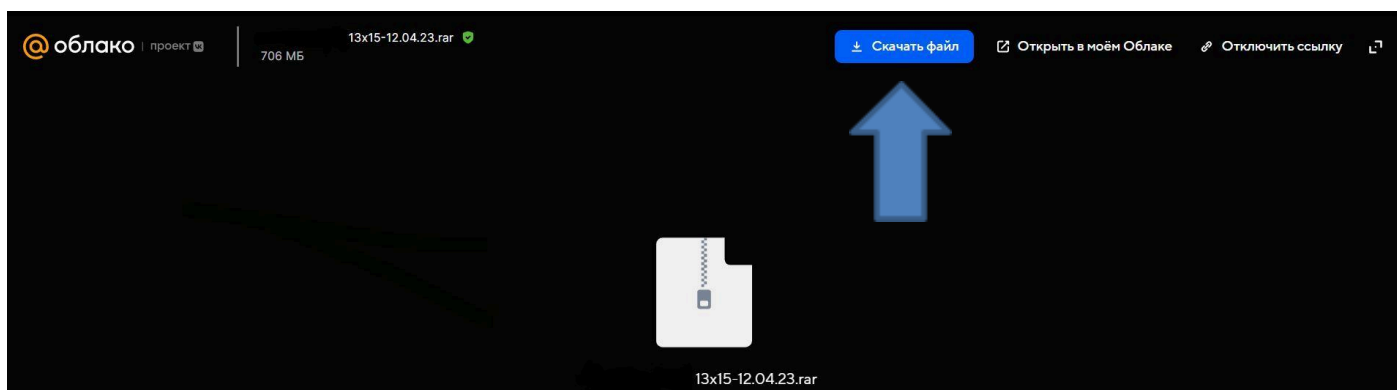 @облако | проект
13x15-12.04.23.rar
706 МБ
Скачать файл
Открыть в моём Облаке
Отключить ссылку
13x15-12.04.23.rar